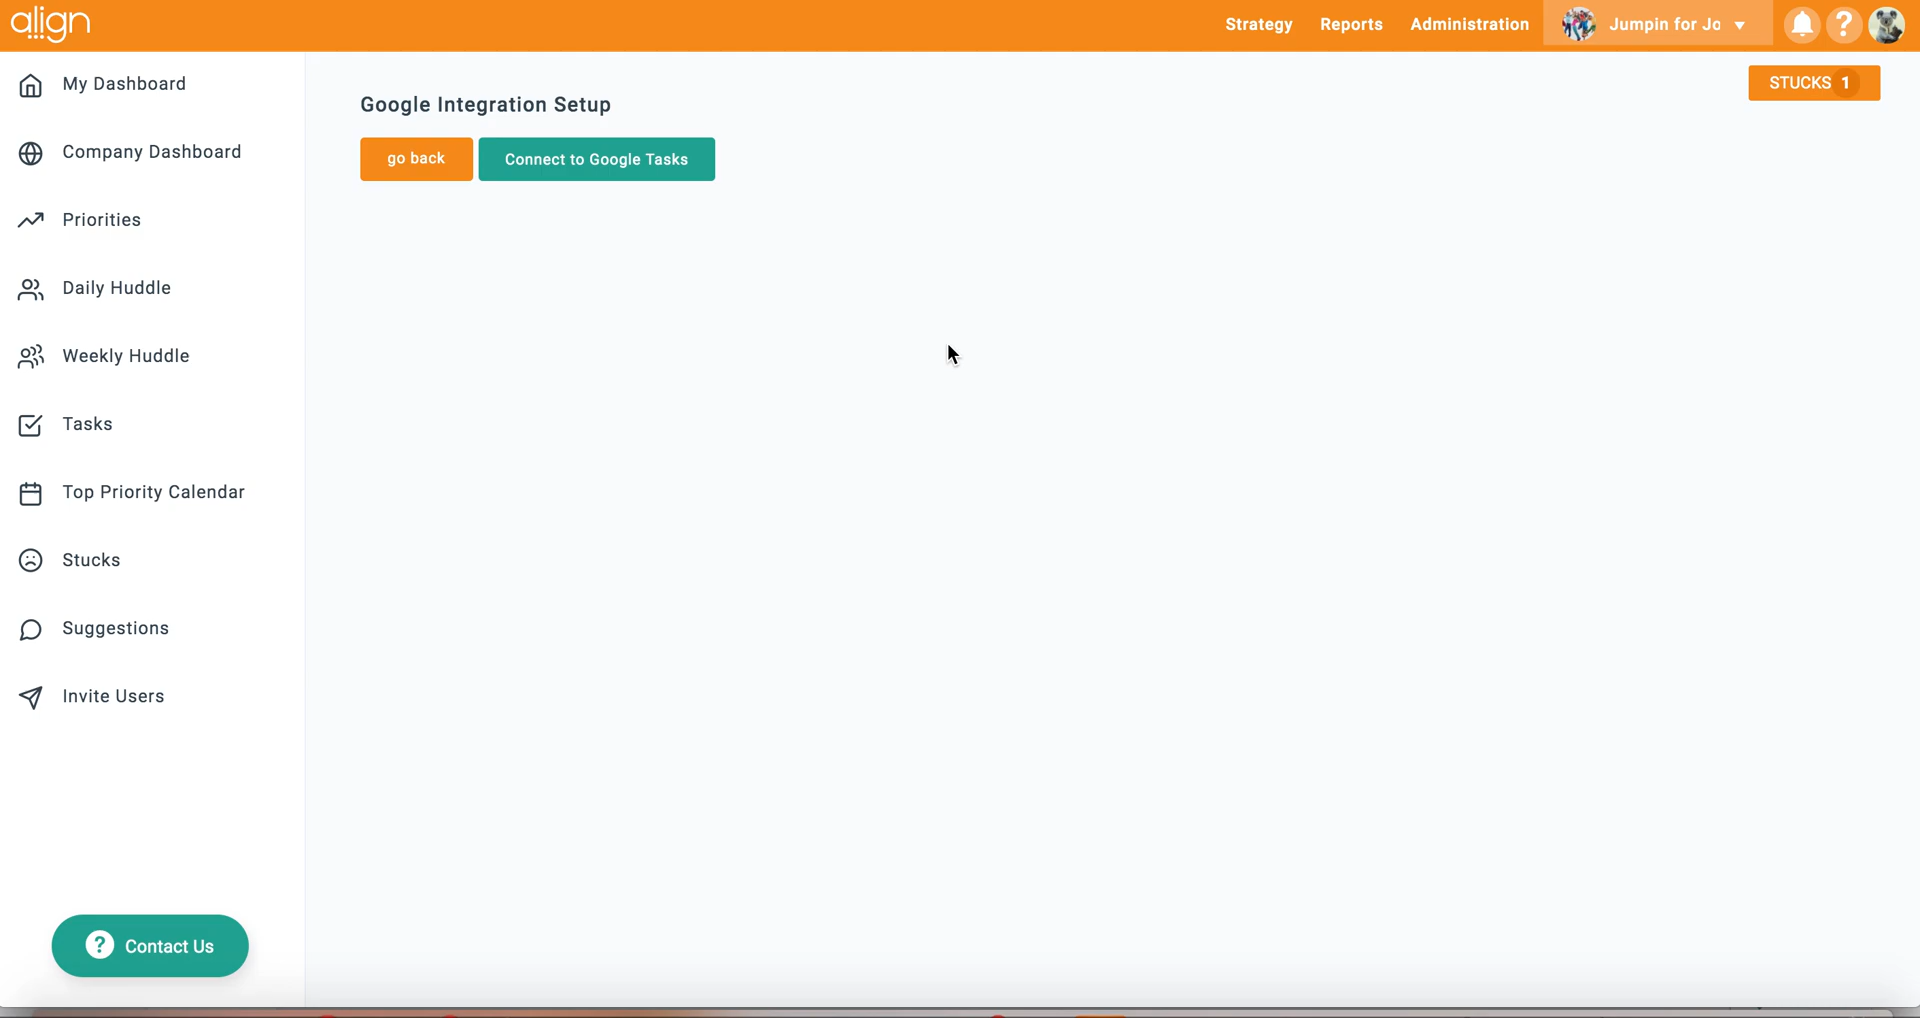 align
Strategy
Reports
Administration
Jumpin for Jo
?
STUCKS 1
My Dashboard
Company Dashboard
Priorities
Daily Huddle
Weekly Huddle
Tasks
Top Priority Calendar
Stucks
Suggestions
Invite Users
? Contact Us
Google Integration Setup
go back
Connect to Google Tasks